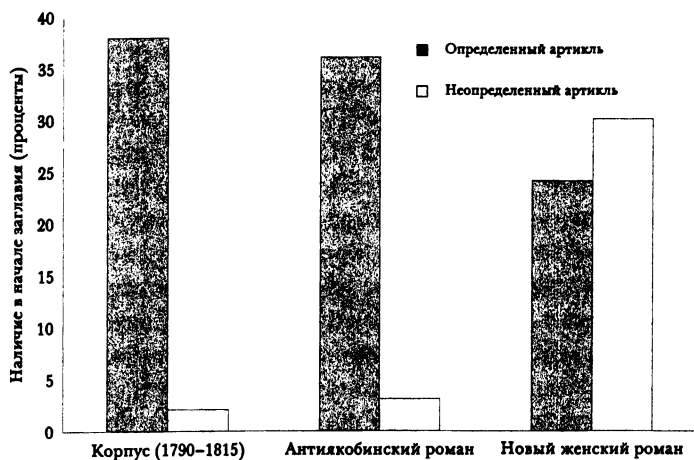 Наличие в начале заглавия (проценты)
40
35
30
25
20
15
10
5
0
Определенный артикль
Неопределенный артикль
Корпус (1790–1815)
Антиякобинский роман
Новый женский роман